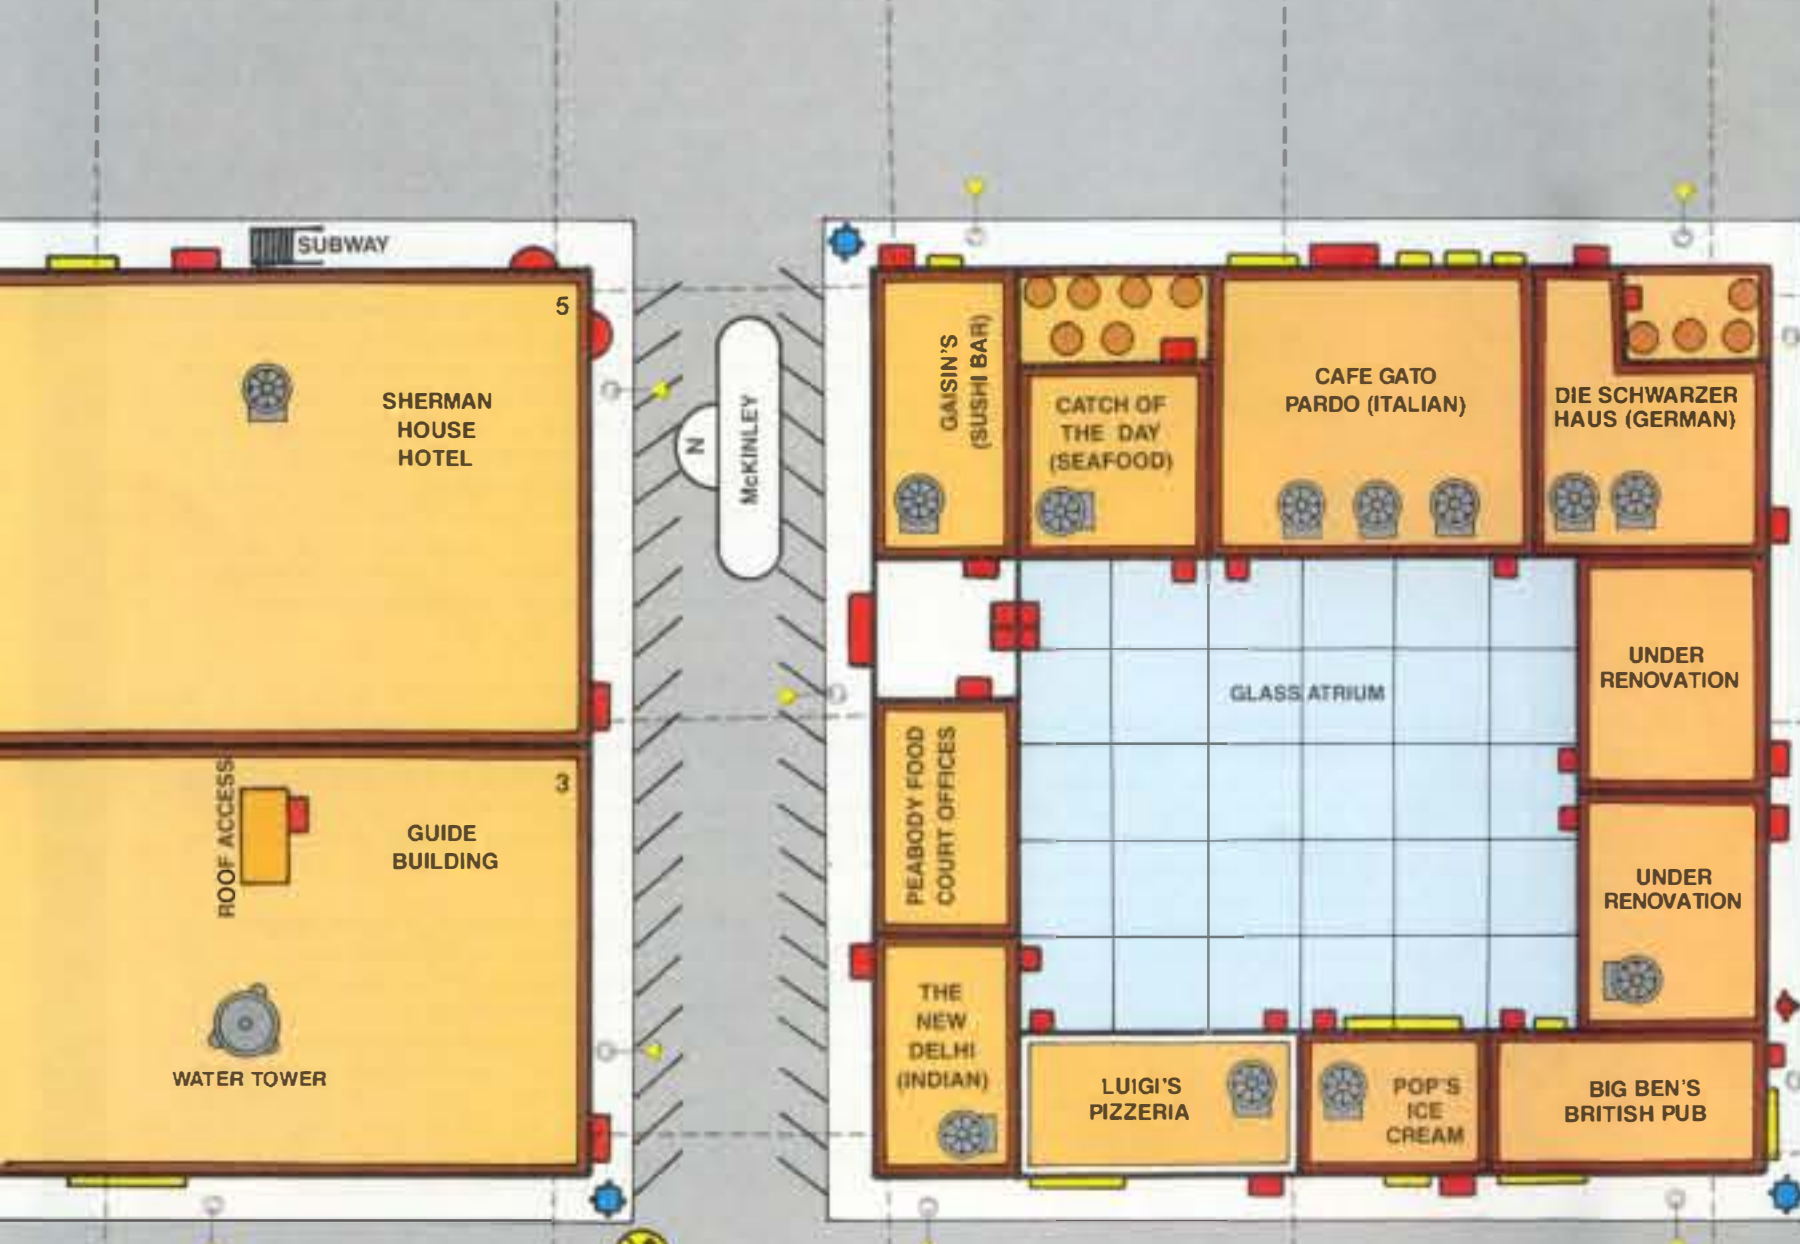 SUBWAY
5
SHERMAN
HOUSE
HOTEL
N
McKINLEY
GAISIN'S
(SUSHI BAR)
CATCH OF
THE DAY
(SEAFOOD)
CAFE GATO
PARDO (ITALIAN)
DIE SCHWARZER
HAUS (GERMAN)
UNDER
RENOVATION
GLASS ATRIUM
3
ROOF ACCESS
GUIDE
BUILDING
PEABODY FOOD
COURT OFFICES
UNDER
RENOVATION
WATER TOWER
THE
NEW
DELHI
(INDIAN)
LUIGI'S
PIZZERIA
POP'S
ICE
CREAM
BIG BEN'S
BRITISH PUB